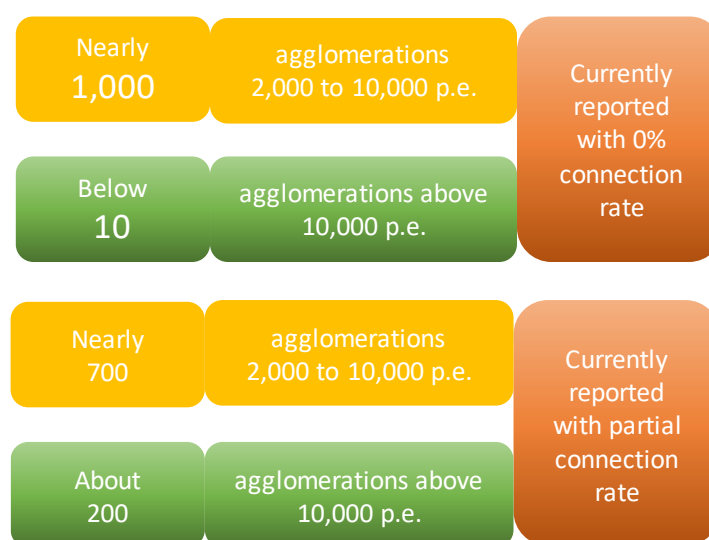 Nearly
1,000
agglomerations
2,000 to 10,000 p.e.
Currently
reported
with 0%
connection
rate
Below
10
agglomerations above
10,000 p.e.
Nearly
700
agglomerations
2,000 to 10,000 p.e.
Currently
reported
with partial
connection
rate
About
200
agglomerations above
10,000 p.e.